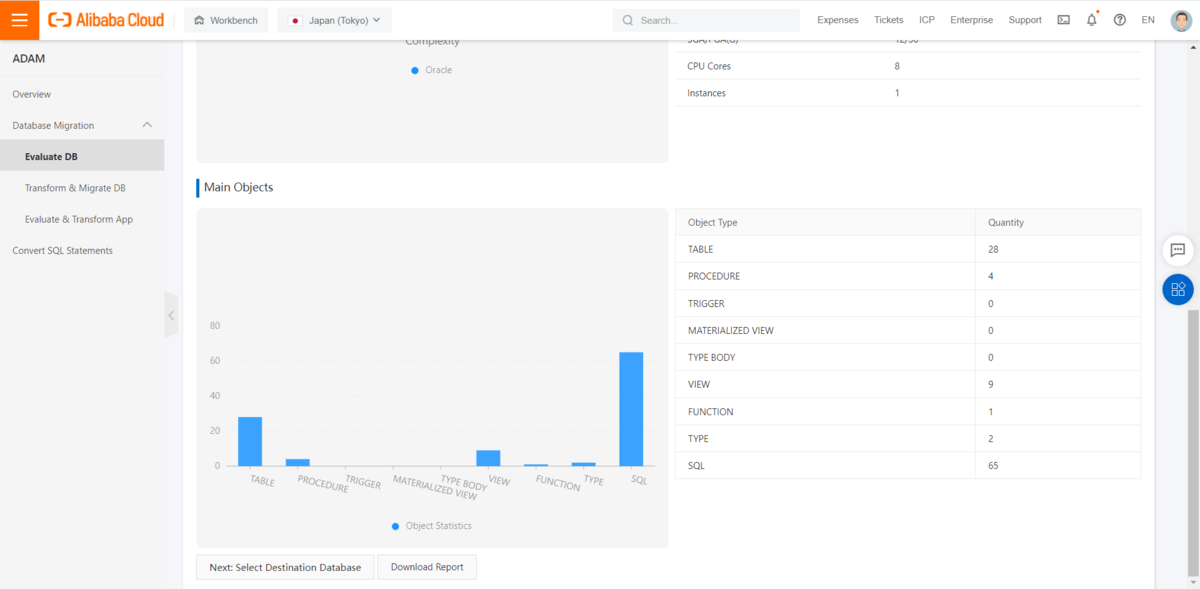 Alibaba Cloud
Workbench
Japan (Tokyo)
Search...
Expenses
Tickets
ICP
Enterprise
Support
EN
ADAM
Overview
Database Migration
Evaluate DB
Transform & Migrate DB
Evaluate & Transform App
Convert SQL Statements
Complexity
Oracle
CPU Cores 8
Instances 1
Main Objects
80
60
40
20
0
TABLE
PROCEDURE
TRIGGER
MATERIALIZED VIEW
TYPE BODY
VIEW
FUNCTION
TYPE
SQL
Object Statistics
Object Type Quantity
TABLE 28
PROCEDURE 4
TRIGGER 0
MATERIALIZED VIEW 0
TYPE BODY 0
VIEW 9
FUNCTION 1
TYPE 2
SQL 65
Next: Select Destination Database
Download Report